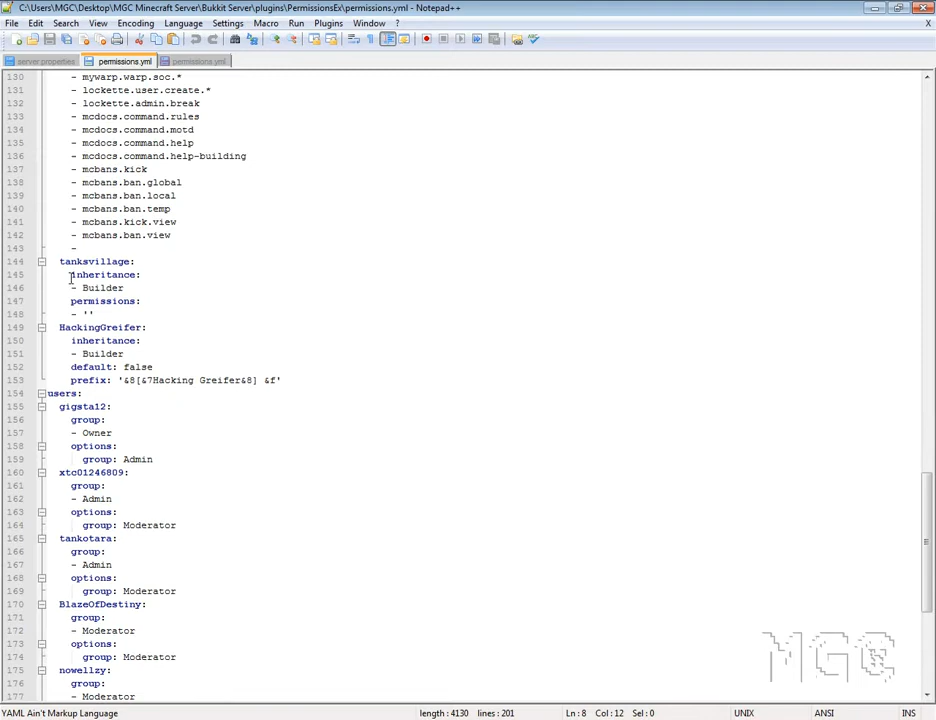 C:\Users\MGC\Desktop\MGC Minecraft Server\Bukkit Server\plugins\PermissionsEx\permissions.yml - Notepad++
File Edit Search View Encoding Language Settings Macro Run Plugins Window ? X
server.properties permissions.yml permissions.yml
130 - mywarp.warp.soc.*
131 - lockette.user.create.*
132 - lockette.admin.break
133 - mcdocs.command.rules
134 - mcdocs.command.motd
135 - mcdocs.command.help
136 - mcdocs.command.help-building
137 - mcbans.kick
138 - mcbans.ban.global
139 - mcbans.ban.local
140 - mcbans.ban.temp
141 - mcbans.kick.view
142 - mcbans.ban.view
143 -
144 tanksvillage:
145 inheritance:
146 - Builder
147 permissions:
148 - ''
149 HackingGreifer:
150 inheritance:
151 - Builder
152 default: false
153 prefix: '&8[&7Hacking Greifer&8] &f'
154 users:
155 gigsta12:
156 group:
157 - Owner
158 options:
159 group: Admin
160 xtc01246809:
161 group:
162 - Admin
163 options:
164 group: Moderator
165 tankotara:
166 group:
167 - Admin
168 options:
169 group: Moderator
170 BlazeOfDestiny:
171 group:
172 - Moderator
173 options:
174 group: Moderator
175 nowellzy:
176 group:
177 - Moderator
MGC
YAML Ain't Markup Language length : 4130 lines : 201 Ln : 8 Col : 12 Sel : 0 UNIX ANSI INS